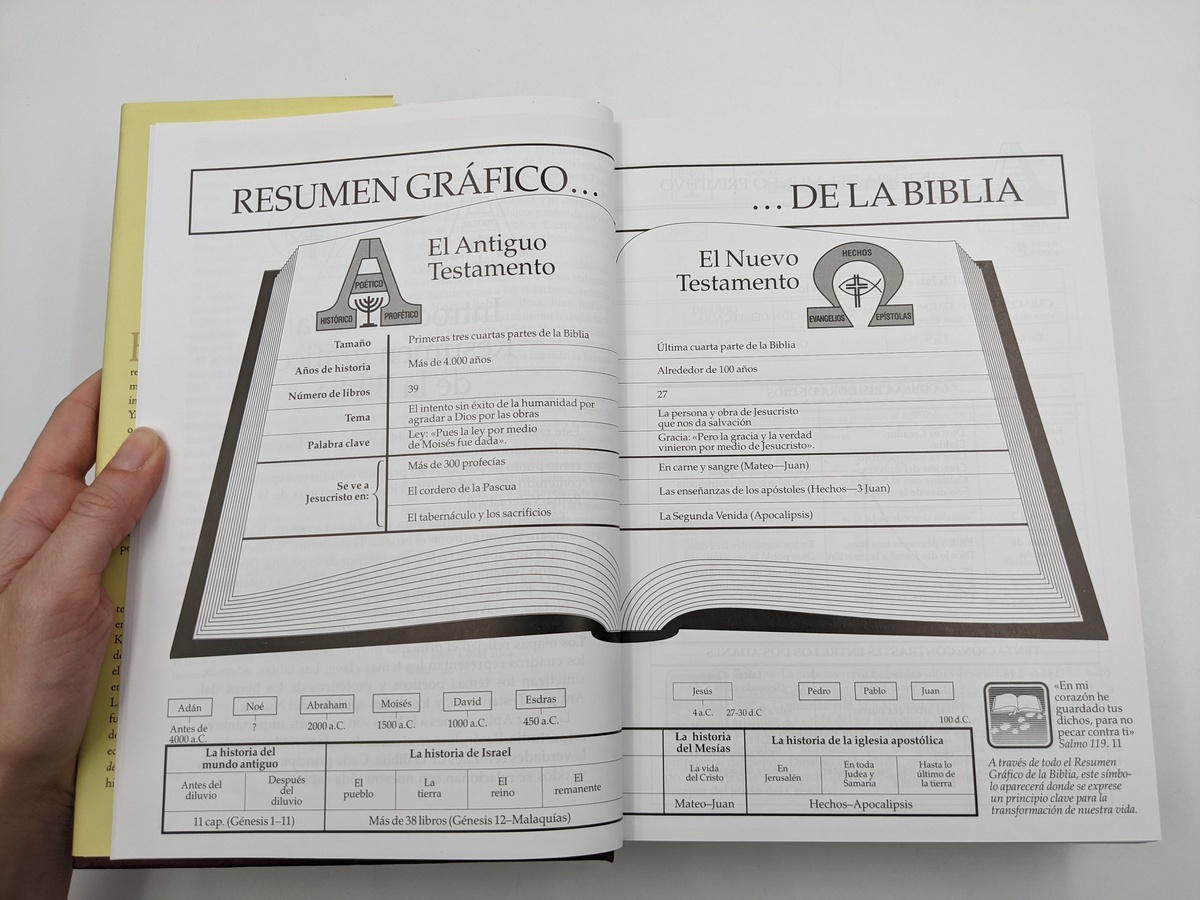 RESUMEN GRÁFICO...
... DE LA BIBLIA
El Antiguo
Testamento
POÉTICO
HISTÓRICO
PROFÉTICO
El Nuevo
Testamento
HECHOS
EVANGELIOS
EPÍSTOLAS
Tamaño
Primeras tres cuartas partes de la Biblia
Última cuarta parte de la Biblia
Años de historia
Más de 4.000 años
Alrededor de 100 años
Número de libros
39
27
Tema
El intento sin éxito de la humanidad por
agradar a Dios por las obras
La persona y obra de Jesucristo
que nos da salvación
Palabra clave
Ley: «Pues la ley por medio
de Moisés fue dada».
Gracia: «Pero la gracia y la verdad
vinieron por medio de Jesucristo».
Se ve a
Jesucristo en:
Más de 300 profecías
En carne y sangre (Mateo—Juan)
El cordero de la Pascua
Las enseñanzas de los apóstoles (Hechos—3 Juan)
El tabernáculo y los sacrificios
La Segunda Venida (Apocalipsis)
Adán
Noé
Abraham
Moisés
David
Esdras
Antes de
4000 a.C.
?
2000 a.C.
1500 a.C.
1000 a.C.
450 a.C.
La historia del
mundo antiguo
La historia de Israel
Antes del
diluvio
Después
del
diluvio
El
pueblo
La
tierra
El
reino
El
remanente
11 cap. (Génesis 1–11)
Más de 38 libros (Génesis 12–Malaquías)
Jesús
Pedro
Pablo
Juan
4 a.C.
27-30 d.C
100 d.C.
La historia
del Mesías
La historia de la iglesia apostólica
La vida
del Cristo
En
Jerusalén
En toda
Judea y
Samaria
Hasta lo
último de
la tierra
Mateo–Juan
Hechos–Apocalipsis
«En mi
corazón he
guardado tus
dichos, para no
pecar contra ti»
Salmo 119. 11
A través de todo el Resumen
Gráfico de la Biblia, este símbo-
lo aparecerá donde se exprese
un principio clave para la
transformación de nuestra vida.